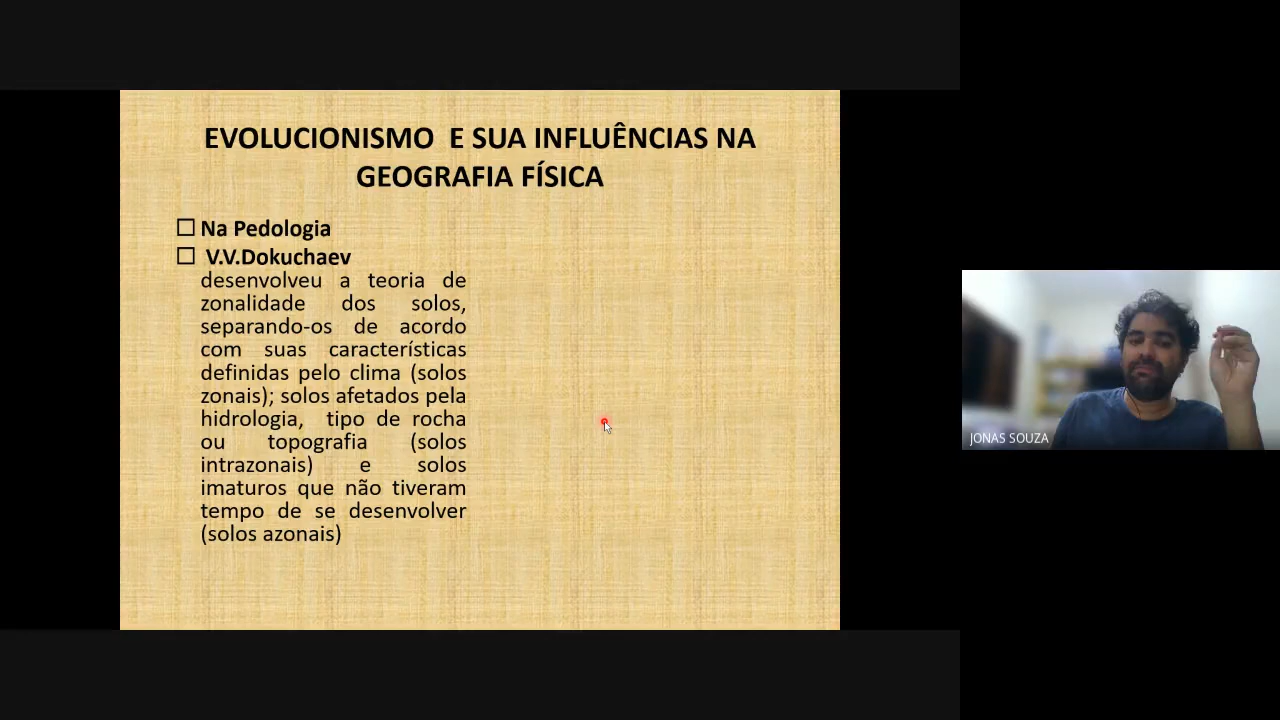 EVOLUCIONISMO E SUA INFLUÊNCIAS NA
GEOGRAFIA FÍSICA
Na Pedologia
V.V.Dokuchaev
desenvolveu a teoria de
zonalidade dos solos,
separando-os de acordo
com suas características
definidas pelo clima (solos
zonais); solos afetados pela
hidrologia, tipo de rocha
ou topografia (solos
intrazonais) e solos
imaturos que não tiveram
tempo de se desenvolver
(solos azonais)
JONAS SOUZA